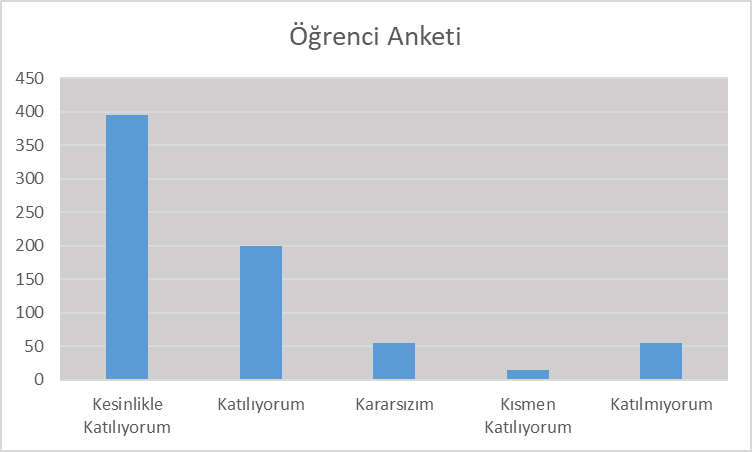 Öğrenci Anketi
450
400
350
300
250
200
150
100
50
0
Kesinlikle
Katılıyorum
Katılıyorum
Kararsızım
Kısmen
Katılıyorum
Katılmıyorum